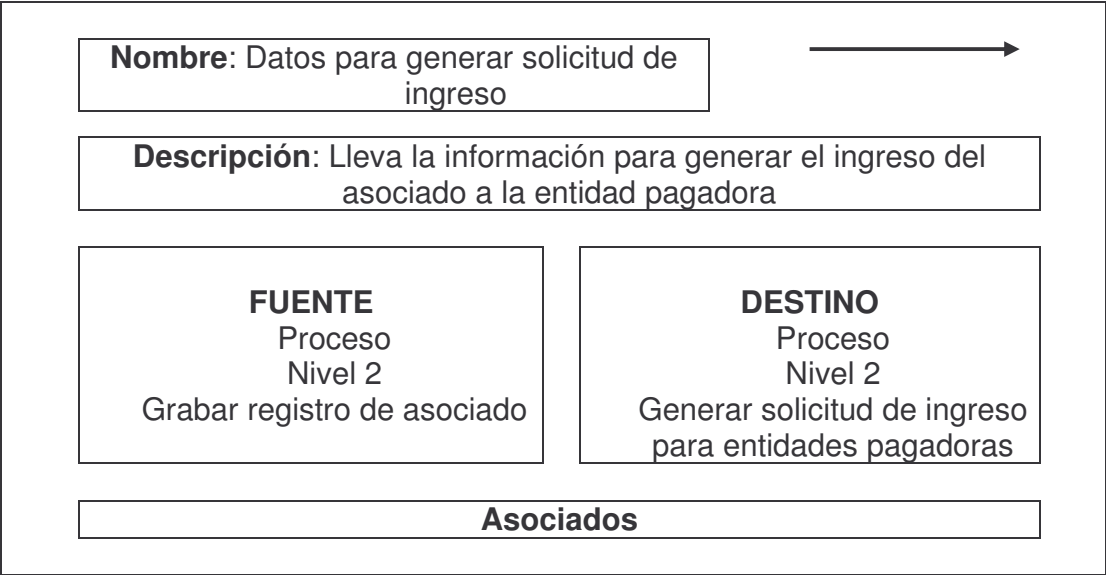 Nombre: Datos para generar solicitud de
ingreso
Descripción: Lleva la información para generar el ingreso del
asociado a la entidad pagadora
FUENTE
Proceso
Nivel 2
Grabar registro de asociado
DESTINO
Proceso
Nivel 2
Generar solicitud de ingreso
para entidades pagadoras
Asociados